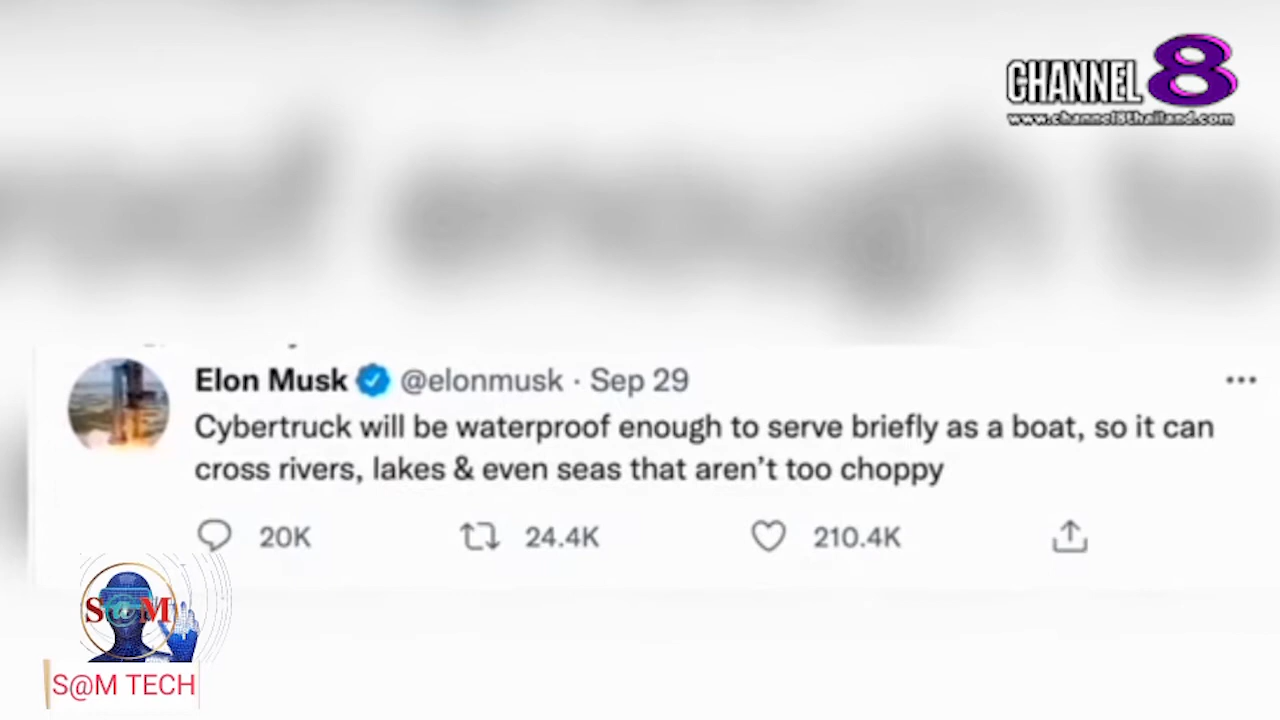 CHANNEL 8
www.channel8thailand.com
Elon Musk @elonmusk · Sep 29
Cybertruck will be waterproof enough to serve briefly as a boat, so it can
cross rivers, lakes & even seas that aren’t too choppy
20K 24.4K 210.4K
S@M
S@M TECH